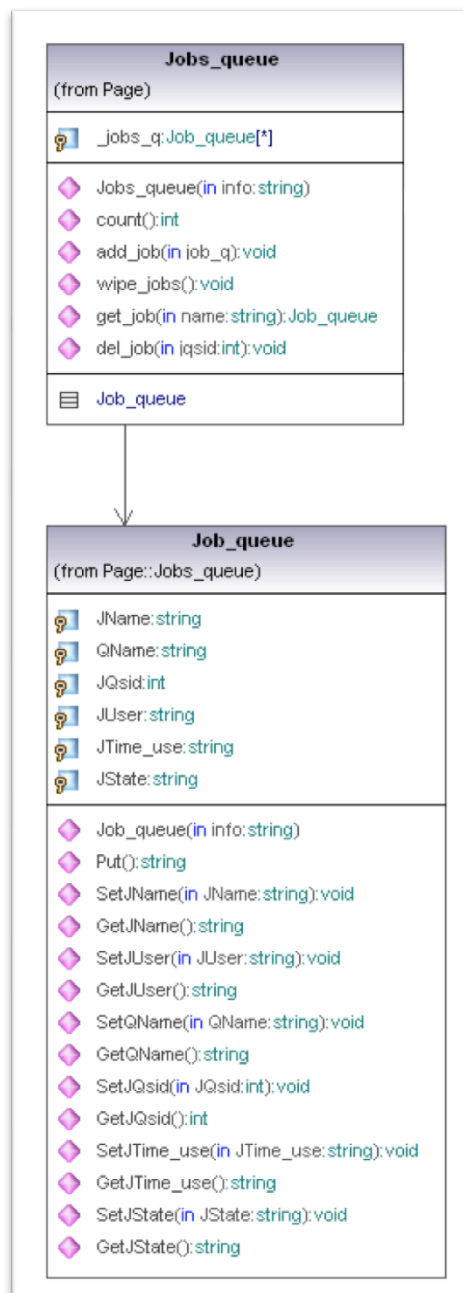 Jobs_queue
(from Page)
_jobs_q:Job_queue[*]
Jobs_queue(in info:string)
count():int
add_job(in job_q):void
wipe_jobs():void
get_job(in name:string):Job_queue
del_job(in jqsid:int):void
Job_queue
Job_queue
(from Page::Jobs_queue)
JName:string
QName:string
JQsid:int
JUser:string
JTime_use:string
JState:string
Job_queue(in info:string)
Put():string
SetJName(in JName:string):void
GetJName():string
SetJUser(in JUser:string):void
GetJUser():string
SetQName(in QName:string):void
GetQName():string
SetJQsid(in JQsid:int):void
GetJQsid():int
SetJTime_use(in JTime_use:string):void
GetJTime_use():string
SetJState(in JState:string):void
GetJState():string